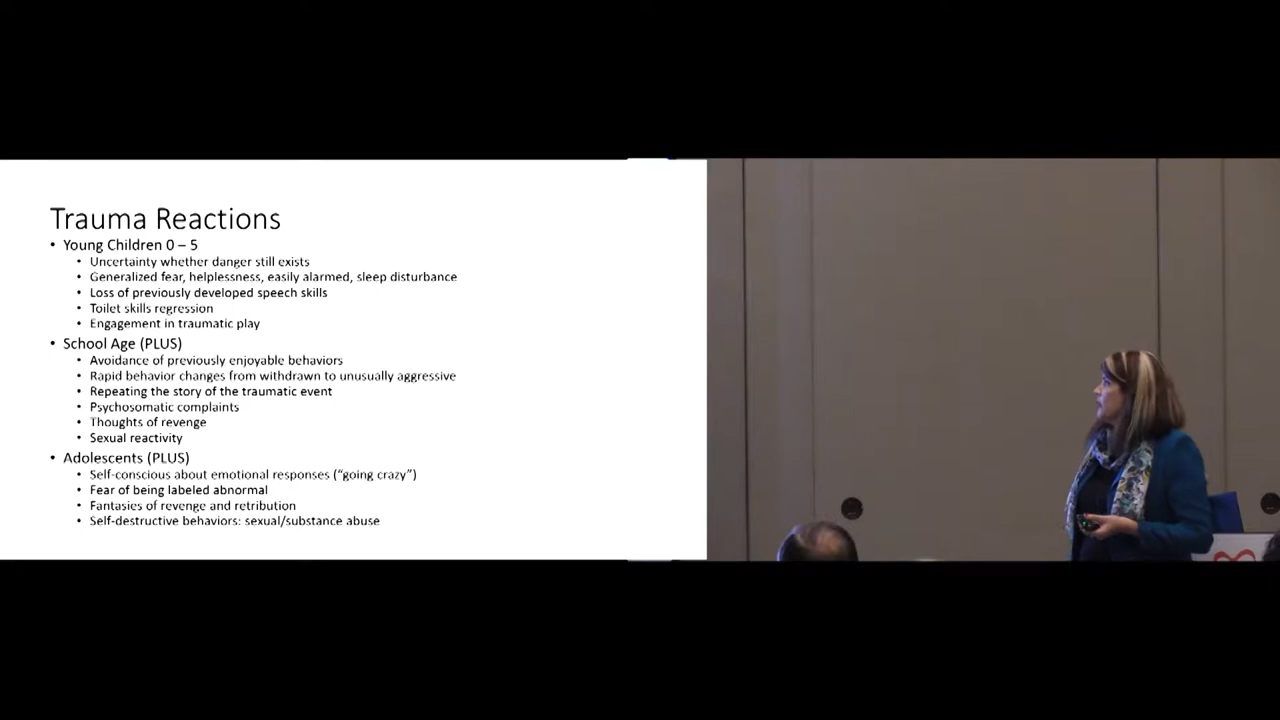 Trauma Reactions
• Young Children 0 – 5
• Uncertainty whether danger still exists
• Generalized fear, helplessness, easily alarmed, sleep disturbance
• Loss of previously developed speech skills
• Toilet skills regression
• Engagement in traumatic play
• School Age (PLUS)
• Avoidance of previously enjoyable behaviors
• Rapid behavior changes from withdrawn to unusually aggressive
• Repeating the story of the traumatic event
• Psychosomatic complaints
• Thoughts of revenge
• Sexual reactivity
• Adolescents (PLUS)
• Self-conscious about emotional responses (“going crazy”)
• Fear of being labeled abnormal
• Fantasies of revenge and retribution
• Self-destructive behaviors: sexual/substance abuse